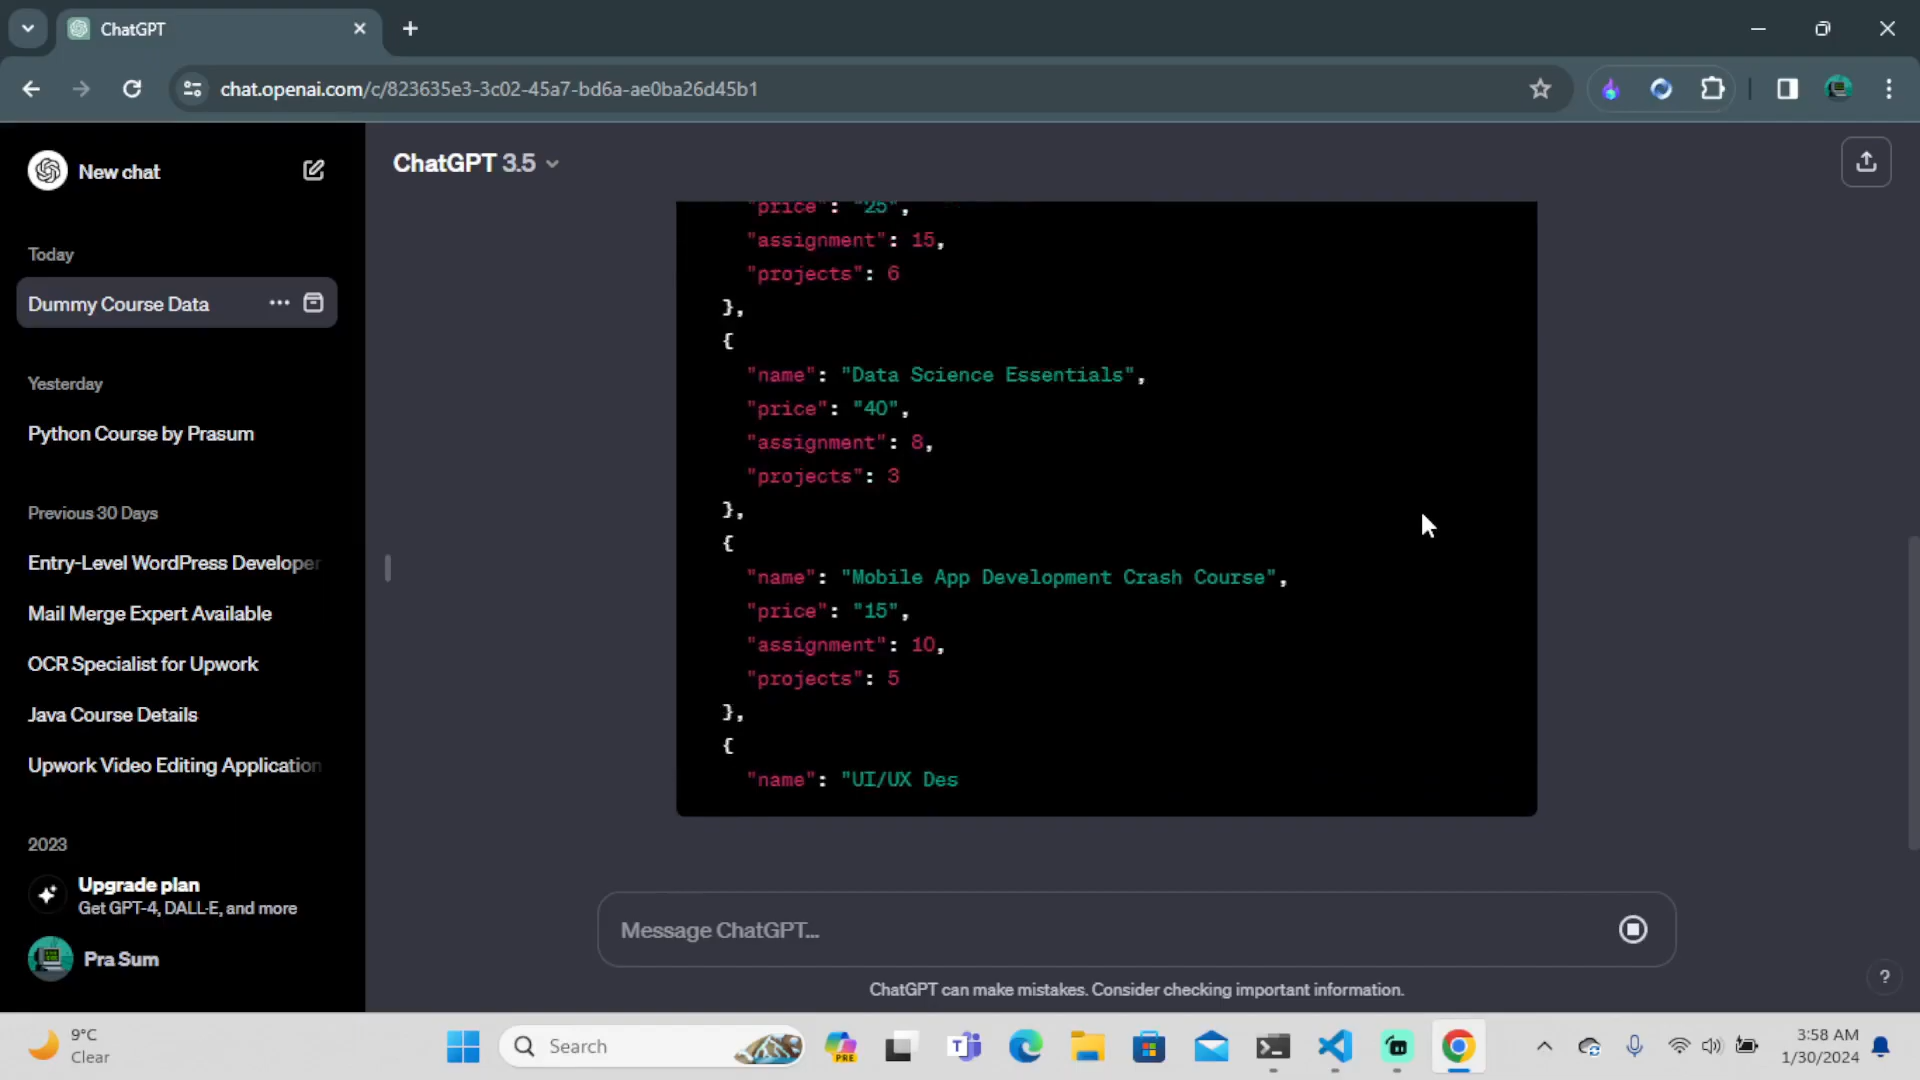 ChatGPT
chat.openai.com/c/823635e3-3c02-45a7-bd6a-ae0ba26d45b1
New chat
Today
Dummy Course Data
Yesterday
Python Course by Prasum
Previous 30 Days
Entry-Level WordPress Developer
Mail Merge Expert Available
OCR Specialist for Upwork
Java Course Details
Upwork Video Editing Application
2023
Upgrade plan
Get GPT-4, DALL·E, and more
Pra Sum
ChatGPT 3.5
"price": "25",
"assignment": 15,
"projects": 6
},
{
"name": "Data Science Essentials",
"price": "40",
"assignment": 8,
"projects": 3
},
{
"name": "Mobile App Development Crash Course",
"price": "15",
"assignment": 10,
"projects": 5
},
{
"name": "UI/UX Des
Message ChatGPT...
ChatGPT can make mistakes. Consider checking important information.
?
9°C
Clear
Search
PRE
T
3:58 AM
1/30/2024